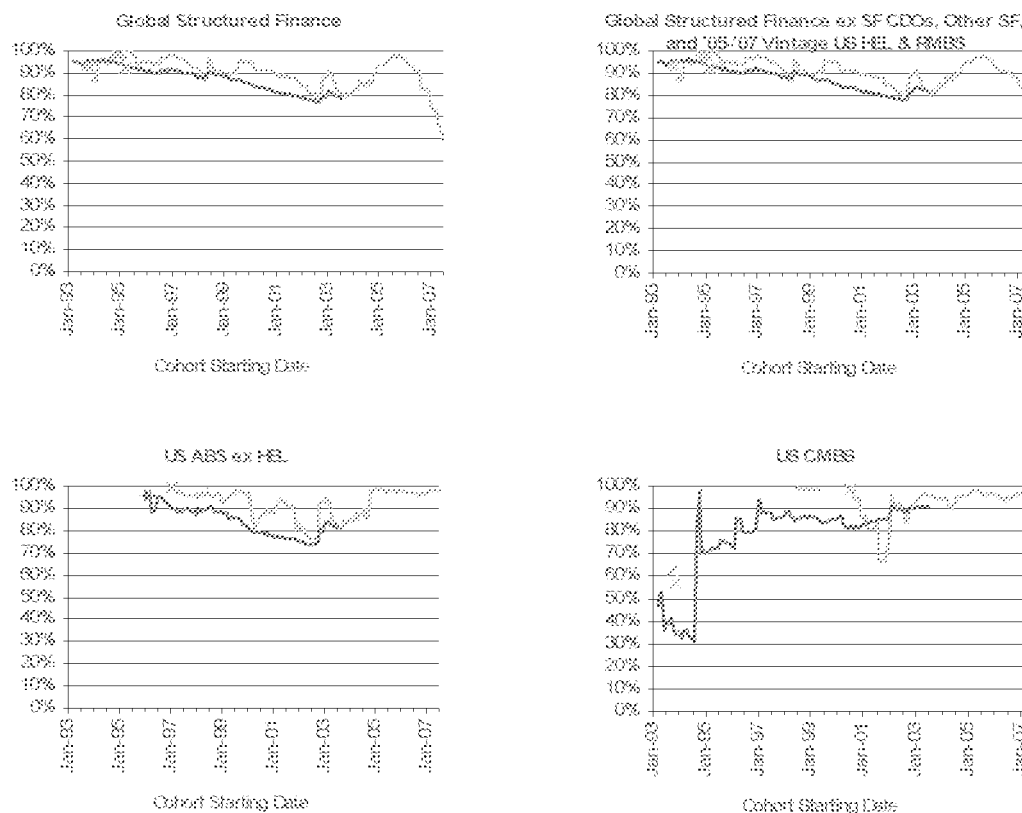 Global Structured Finance
100%
90%
80%
70%
60%
50%
40%
30%
20%
10%
0%
Jan-93
Jan-95
Jan-97
Jan-99
Jan-01
Jan-03
Jan-05
Jan-07
Cohort Starting Date
Global Structured Finance ex SF CDOs, Other SF,
and '05-'07 Vintage US HEL & RMBS
100%
90%
80%
70%
60%
50%
40%
30%
20%
10%
0%
Jan-93
Jan-95
Jan-97
Jan-99
Jan-01
Jan-03
Jan-05
Jan-07
Cohort Starting Date
US ABS ex HEL
100%
90%
80%
70%
60%
50%
40%
30%
20%
10%
0%
Jan-93
Jan-95
Jan-97
Jan-99
Jan-01
Jan-03
Jan-05
Jan-07
Cohort Starting Date
US CMBS
100%
90%
80%
70%
60%
50%
40%
30%
20%
10%
0%
Jan-93
Jan-95
Jan-97
Jan-99
Jan-01
Jan-03
Jan-05
Jan-07
Cohort Starting Date